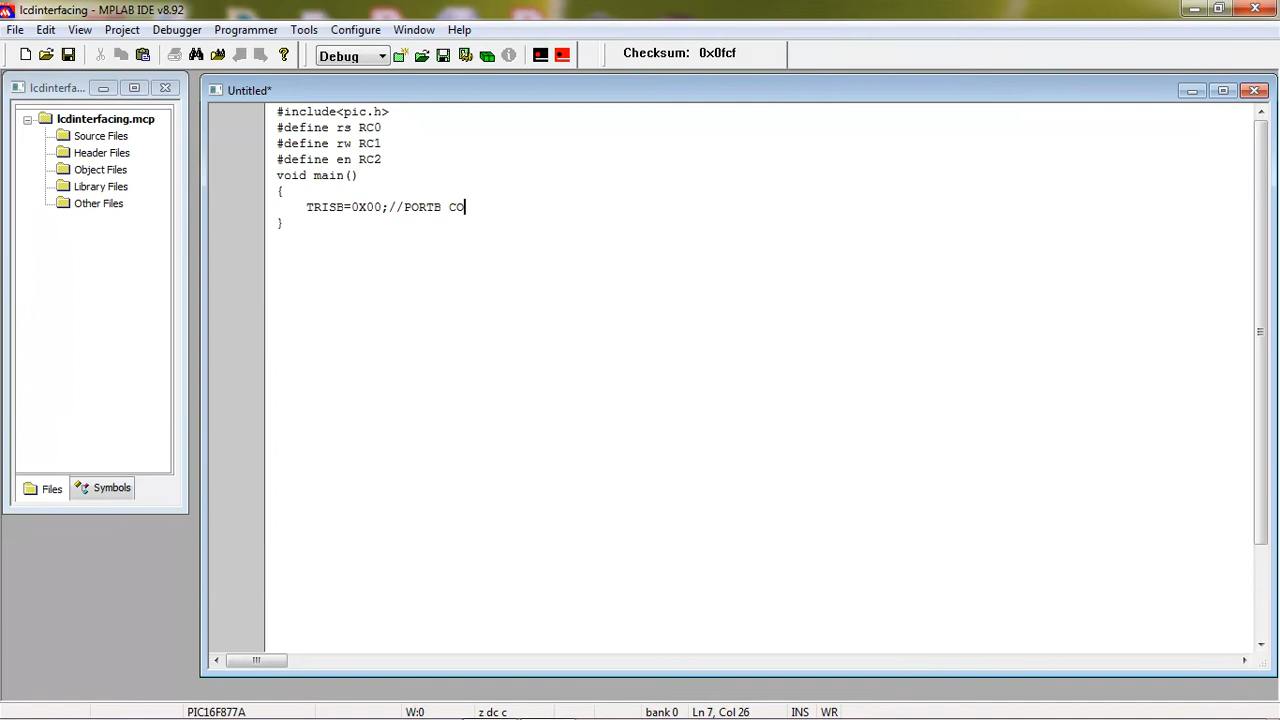 lcdinterfacing - MPLAB IDE v8.92
File Edit View Project Debugger Programmer Tools Configure Window Help
Debug
Checksum: 0x0fcf
lcdinterfa...
lcdinterfacing.mcp
Source Files
Header Files
Object Files
Library Files
Other Files
Files Symbols
Untitled*
#include<pic.h>
#define rs RC0
#define rw RC1
#define en RC2
void main()
{
TRISB=0X00;//PORTB CO
}
PIC16F877A W:0 z dc c bank 0 Ln 7, Col 26 INS WR